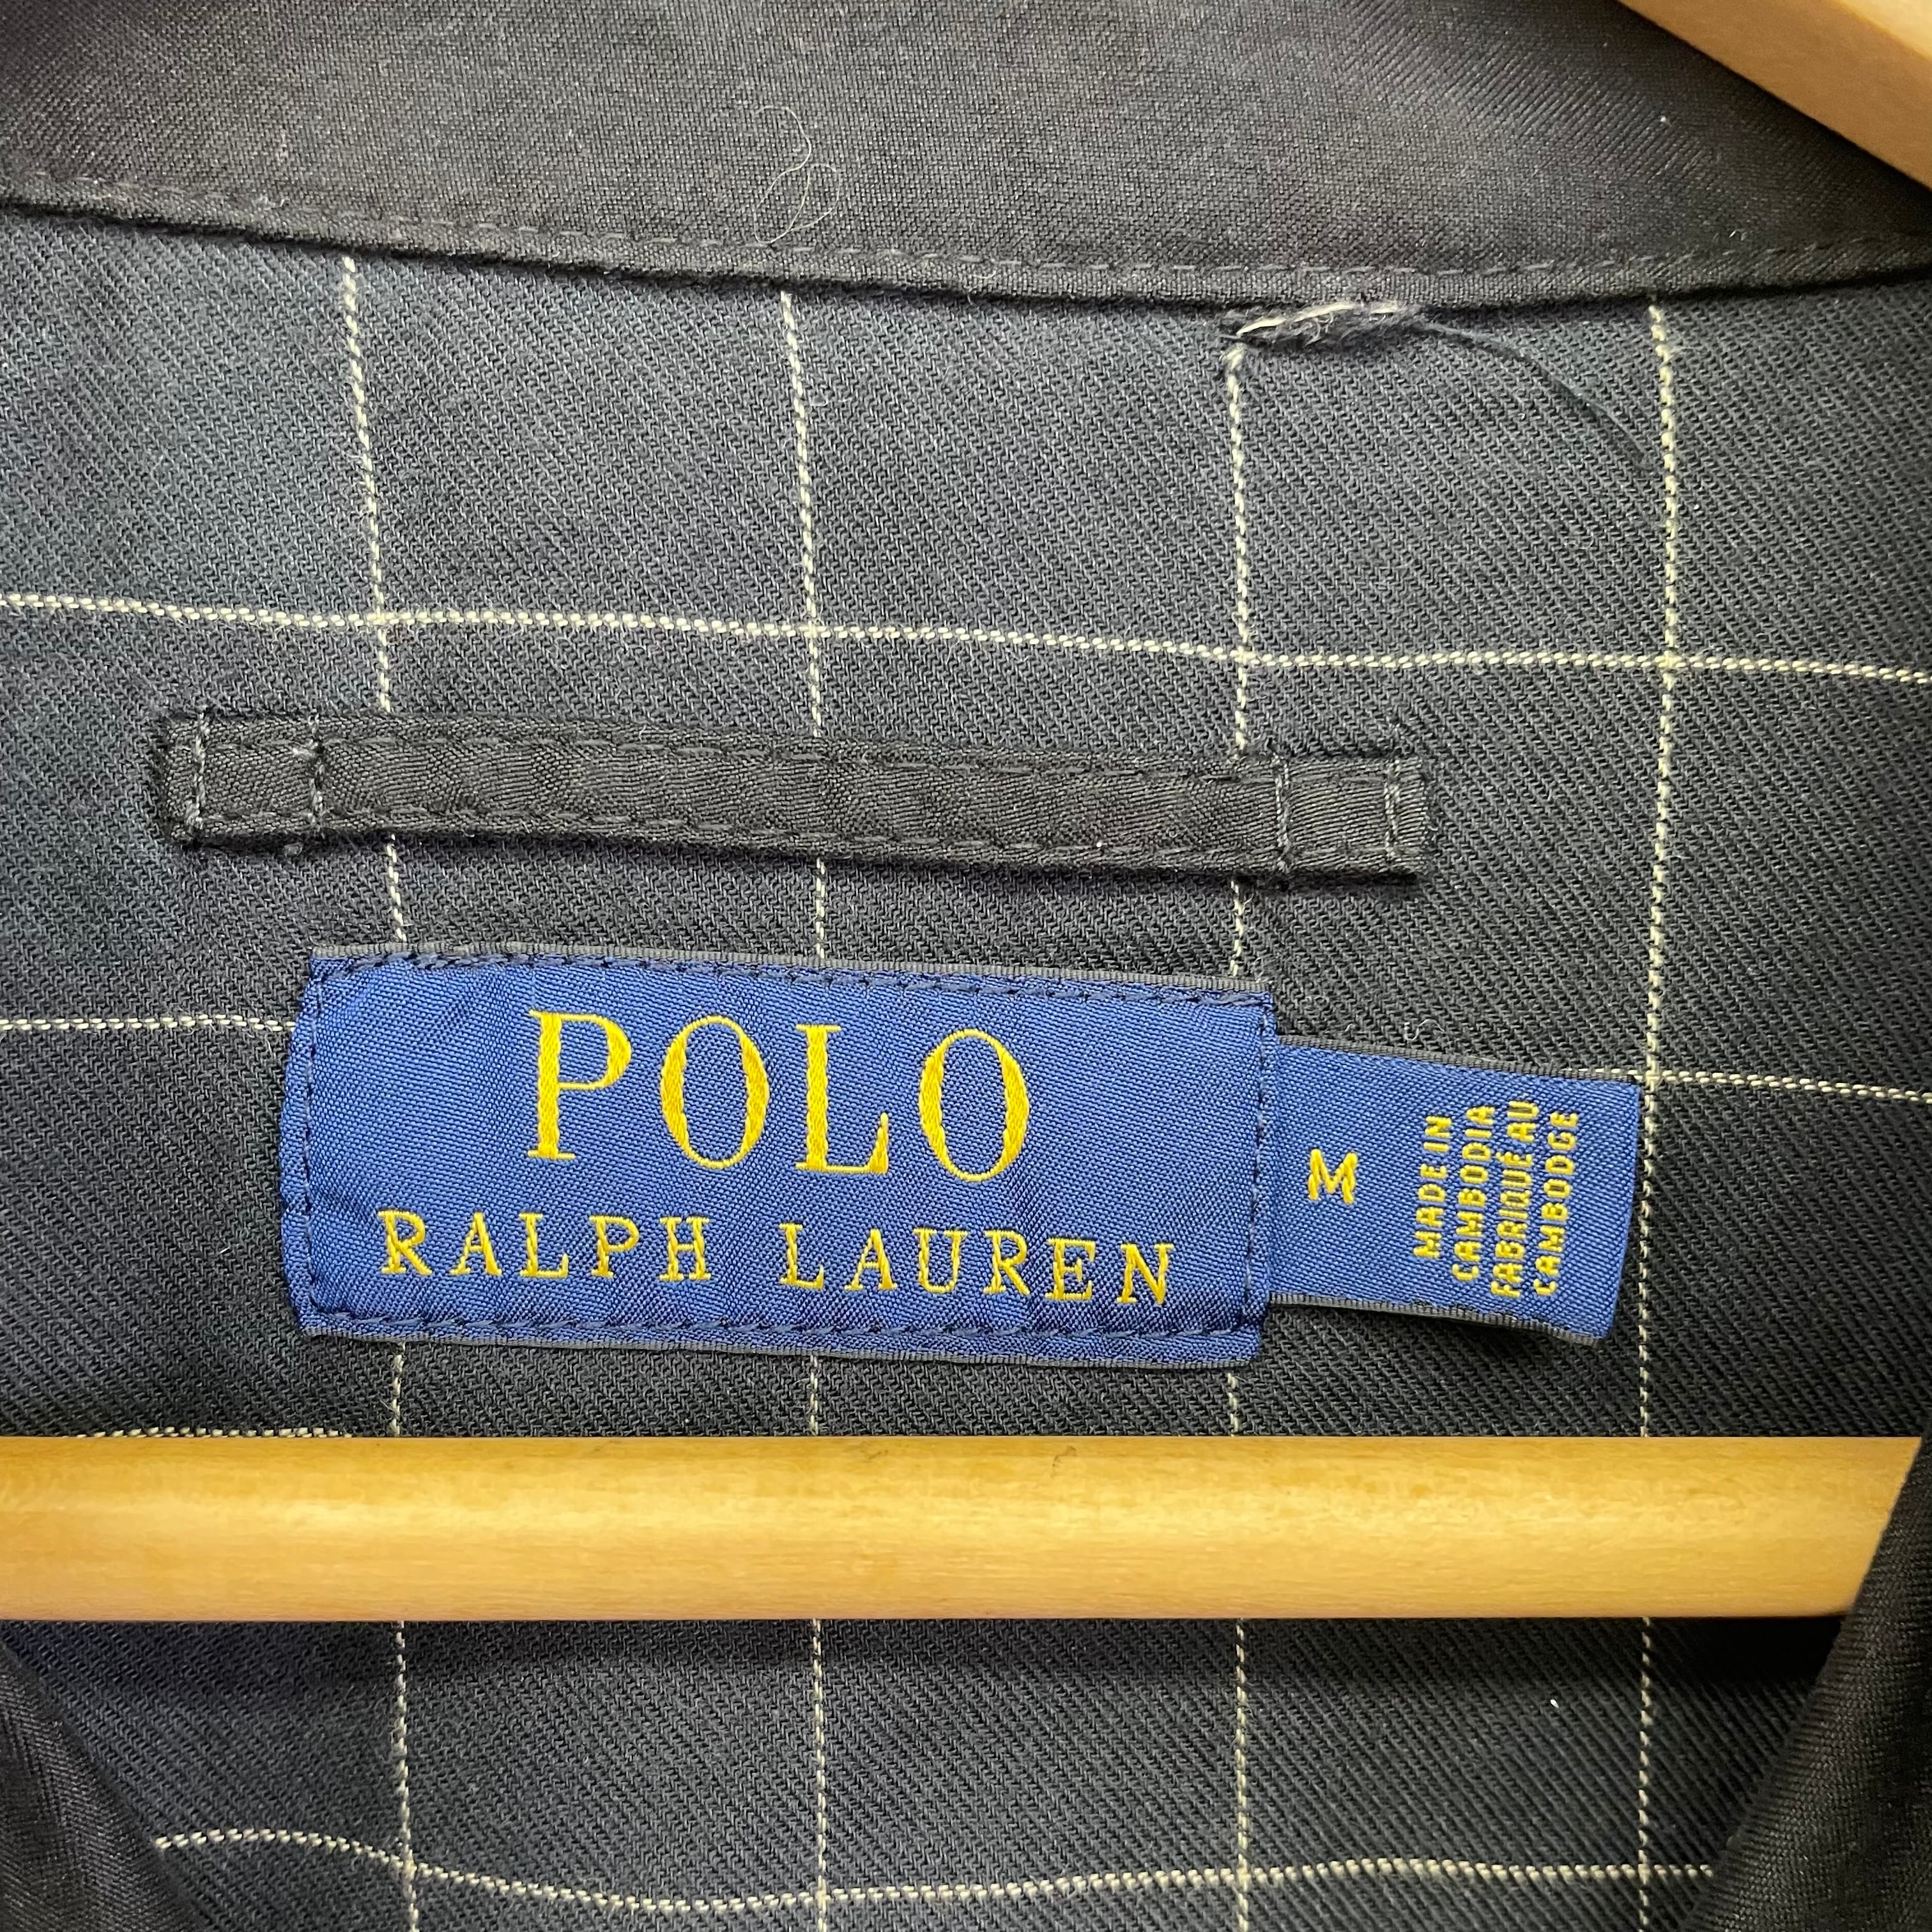 POLO
RALPH LAUREN
M
MADE IN
CAMBODIA
FABRIQUÉ AU
CAMBODGE